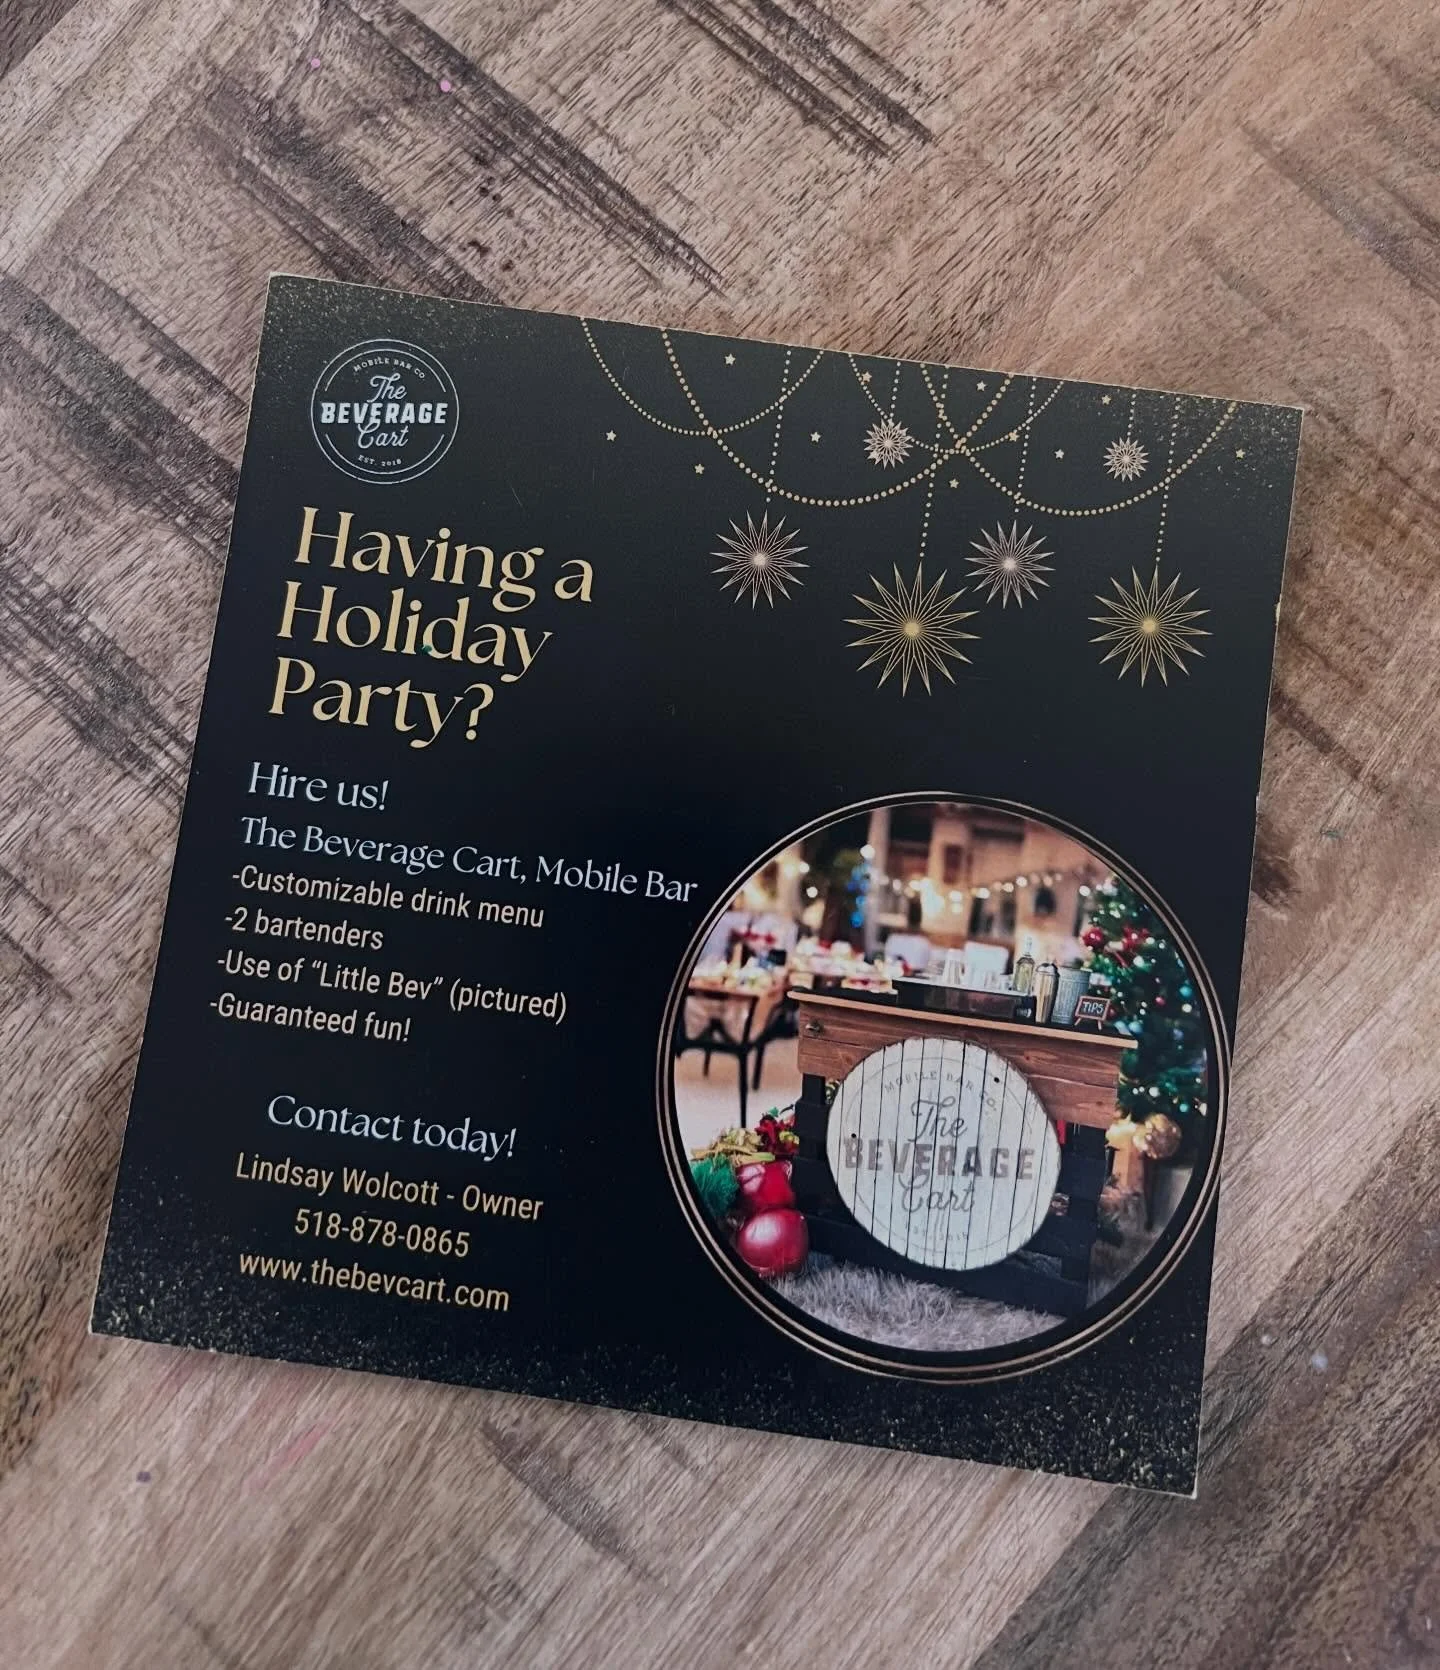 MOBILE BAR CO
The
BEVERAGE
Cart
EST. 2018
Having a
Holiday
Party?
Hire us!
The Beverage Cart, Mobile Bar
-Customizable drink menu
-2 bartenders
-Use of “Little Bev” (pictured)
-Guaranteed fun!
Contact today!
Lindsay Wolcott - Owner
518-878-0865
www.thebevcart.com
TIPS
MOBILE BAR CO.
The
BEVERAGE
Cart
EST. 2018